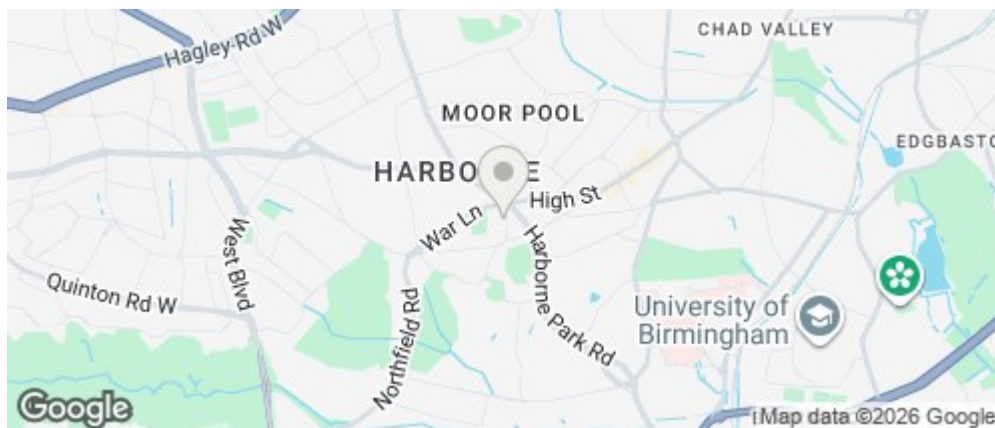 Hagley Rd W
CHAD VALLEY
MOOR POOL
EDGBASTO
HARBO
E
High St
War Ln
West Blvd
Harborne Park Rd
Quinton Rd W
Northfield Rd
University of
Birmingham
Google
Map data ©2026 Google